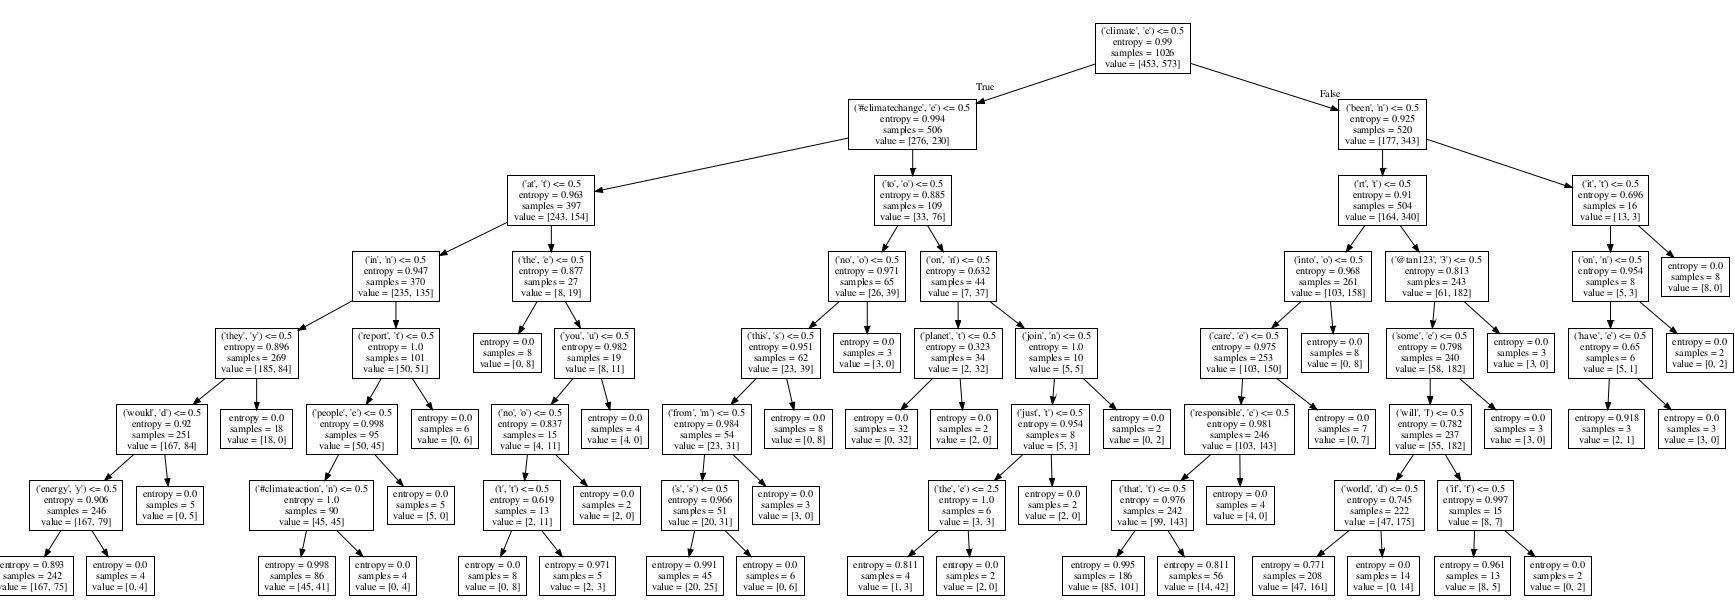 ('climate', 'e') <= 0.5
entropy = 0.99
samples = 1026
value = [453, 573]
True
False
('#climatechange', 'e') <= 0.5
entropy = 0.994
samples = 506
value = [276, 230]
('been', 'n') <= 0.5
entropy = 0.925
samples = 520
value = [177, 343]
('at', 't') <= 0.5
entropy = 0.963
samples = 397
value = [243, 154]
('to', 'o') <= 0.5
entropy = 0.885
samples = 109
value = [33, 76]
('rt', 't') <= 0.5
entropy = 0.91
samples = 504
value = [164, 340]
('it', 't') <= 0.5
entropy = 0.696
samples = 16
value = [13, 3]
('in', 'n') <= 0.5
entropy = 0.947
samples = 370
value = [235, 135]
('the', 'e') <= 0.5
entropy = 0.877
samples = 27
value = [8, 19]
('no', 'o') <= 0.5
entropy = 0.971
samples = 65
value = [26, 39]
('on', 'n') <= 0.5
entropy = 0.632
samples = 44
value = [7, 37]
('into', 'o') <= 0.5
entropy = 0.968
samples = 261
value = [103, 158]
('@tan123', '3') <= 0.5
entropy = 0.813
samples = 243
value = [61, 182]
('on', 'n') <= 0.5
entropy = 0.954
samples = 8
value = [5, 3]
entropy = 0.0
samples = 8
value = [8, 0]
('they', 'y') <= 0.5
entropy = 0.896
samples = 269
value = [185, 84]
('report', 't') <= 0.5
entropy = 1.0
samples = 101
value = [50, 51]
entropy = 0.0
samples = 8
value = [0, 8]
('you', 'u') <= 0.5
entropy = 0.982
samples = 19
value = [8, 11]
('this', 's') <= 0.5
entropy = 0.951
samples = 62
value = [23, 39]
entropy = 0.0
samples = 3
value = [3, 0]
('planet', 't') <= 0.5
entropy = 0.323
samples = 34
value = [2, 32]
('join', 'n') <= 0.5
entropy = 1.0
samples = 10
value = [5, 5]
('care', 'e') <= 0.5
entropy = 0.975
samples = 253
value = [103, 150]
entropy = 0.0
samples = 8
value = [0, 8]
('some', 'e') <= 0.5
entropy = 0.798
samples = 240
value = [58, 182]
entropy = 0.0
samples = 3
value = [3, 0]
('have', 'e') <= 0.5
entropy = 0.65
samples = 6
value = [5, 1]
entropy = 0.0
samples = 2
value = [0, 2]
('would', 'd') <= 0.5
entropy = 0.92
samples = 251
value = [167, 84]
entropy = 0.0
samples = 18
value = [18, 0]
('people', 'e') <= 0.5
entropy = 0.998
samples = 95
value = [50, 45]
entropy = 0.0
samples = 6
value = [0, 6]
('no', 'o') <= 0.5
entropy = 0.837
samples = 15
value = [4, 11]
entropy = 0.0
samples = 4
value = [4, 0]
('from', 'm') <= 0.5
entropy = 0.984
samples = 54
value = [23, 31]
entropy = 0.0
samples = 8
value = [0, 8]
entropy = 0.0
samples = 32
value = [0, 32]
entropy = 0.0
samples = 2
value = [2, 0]
('just', 't') <= 0.5
entropy = 0.954
samples = 8
value = [5, 3]
entropy = 0.0
samples = 2
value = [0, 2]
('responsible', 'e') <= 0.5
entropy = 0.981
samples = 246
value = [103, 143]
entropy = 0.0
samples = 7
value = [0, 7]
('will', 'l') <= 0.5
entropy = 0.782
samples = 237
value = [55, 182]
entropy = 0.0
samples = 3
value = [3, 0]
entropy = 0.918
samples = 3
value = [2, 1]
entropy = 0.0
samples = 3
value = [3, 0]
('energy', 'y') <= 0.5
entropy = 0.906
samples = 246
value = [167, 79]
entropy = 0.0
samples = 5
value = [0, 5]
('#climateaction', 'n') <= 0.5
entropy = 1.0
samples = 90
value = [45, 45]
entropy = 0.0
samples = 5
value = [5, 0]
('t', 't') <= 0.5
entropy = 0.619
samples = 13
value = [2, 11]
entropy = 0.0
samples = 2
value = [2, 0]
('s', 's') <= 0.5
entropy = 0.966
samples = 51
value = [20, 31]
entropy = 0.0
samples = 3
value = [3, 0]
('the', 'e') <= 2.5
entropy = 1.0
samples = 6
value = [3, 3]
entropy = 0.0
samples = 2
value = [2, 0]
('that', 't') <= 0.5
entropy = 0.976
samples = 242
value = [99, 143]
entropy = 0.0
samples = 4
value = [4, 0]
('world', 'd') <= 0.5
entropy = 0.745
samples = 222
value = [47, 175]
('if', 'f') <= 0.5
entropy = 0.997
samples = 15
value = [8, 7]
entropy = 0.893
samples = 242
value = [167, 75]
entropy = 0.0
samples = 4
value = [0, 4]
entropy = 0.998
samples = 86
value = [45, 41]
entropy = 0.0
samples = 4
value = [0, 4]
entropy = 0.0
samples = 8
value = [0, 8]
entropy = 0.971
samples = 5
value = [2, 3]
entropy = 0.991
samples = 45
value = [20, 25]
entropy = 0.0
samples = 6
value = [0, 6]
entropy = 0.811
samples = 4
value = [1, 3]
entropy = 0.0
samples = 2
value = [2, 0]
entropy = 0.995
samples = 186
value = [85, 101]
entropy = 0.811
samples = 56
value = [14, 42]
entropy = 0.771
samples = 208
value = [47, 161]
entropy = 0.0
samples = 14
value = [0, 14]
entropy = 0.961
samples = 13
value = [8, 5]
entropy = 0.0
samples = 2
value = [0, 2]